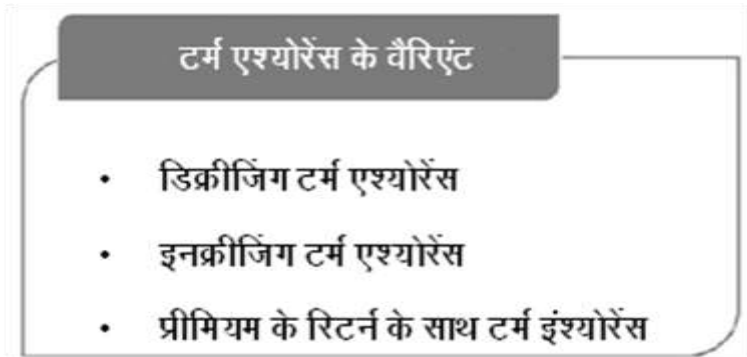 टर्म एश्योरेंस के वैरिएंट
• डिक्रीजिंग टर्म एश्योरेंस
• इनक्रीजिंग टर्म एश्योरेंस
• प्रीमियम के रिटर्न के साथ टर्म इंश्योरेंस